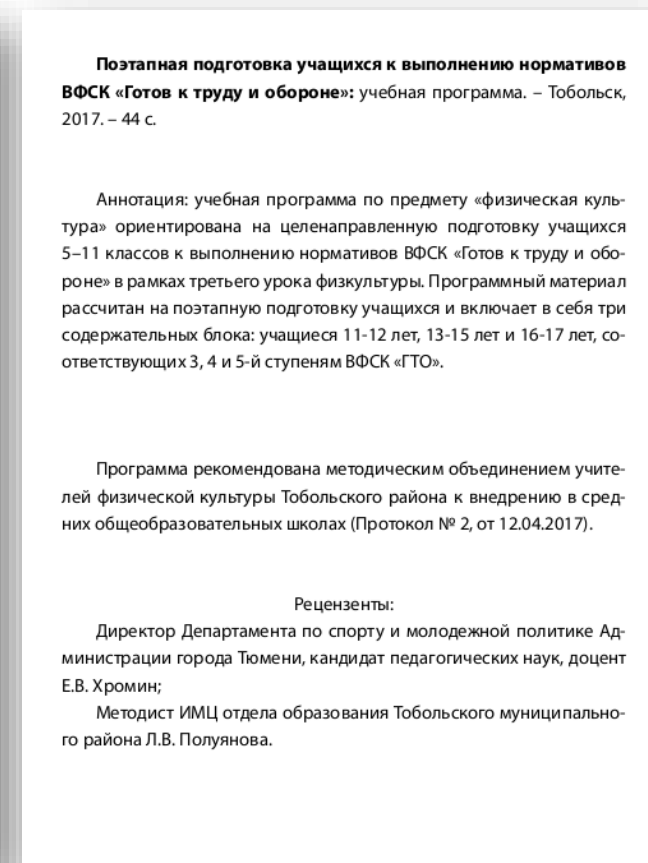 Поэтапная подготовка учащихся к выполнению нормативов
ВФСК «Готов к труду и обороне»: учебная программа. – Тобольск,
2017. – 44 с.
Аннотация: учебная программа по предмету «физическая куль-
тура» ориентирована на целенаправленную подготовку учащихся
5–11 классов к выполнению нормативов ВФСК «Готов к труду и обо-
роне» в рамках третьего урока физкультуры. Программный материал
рассчитан на поэтапную подготовку учащихся и включает в себя три
содержательных блока: учащиеся 11-12 лет, 13-15 лет и 16-17 лет, со-
ответствующих 3, 4 и 5-й ступеням ВФСК «ГТО».
Программа рекомендована методическим объединением учите-
лей физической культуры Тобольского района к внедрению в сред-
них общеобразовательных школах (Протокол № 2, от 12.04.2017).
Рецензенты:
Директор Департамента по спорту и молодежной политике Ад-
министрации города Тюмени, кандидат педагогических наук, доцент
Е.В. Хромин;
Методист ИМЦ отдела образования Тобольского муниципально-
го района Л.В. Полуянова.